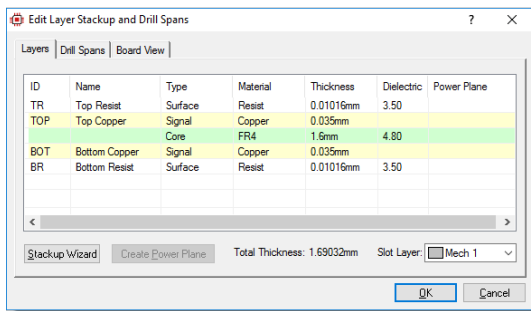 Edit Layer Stackup and Drill Spans ? X
Layers Drill Spans Board View
ID Name Type Material Thickness Dielectric Power Plane
TR Top Resist Surface Resist 0.01016mm 3.50
TOP Top Copper Signal Copper 0.035mm
Core FR4 1.6mm 4.80
BOT Bottom Copper Signal Copper 0.035mm
BR Bottom Resist Surface Resist 0.01016mm 3.50
Stackup Wizard Create Power Plane Total Thickness: 1.69032mm Slot Layer: Mech 1
OK Cancel